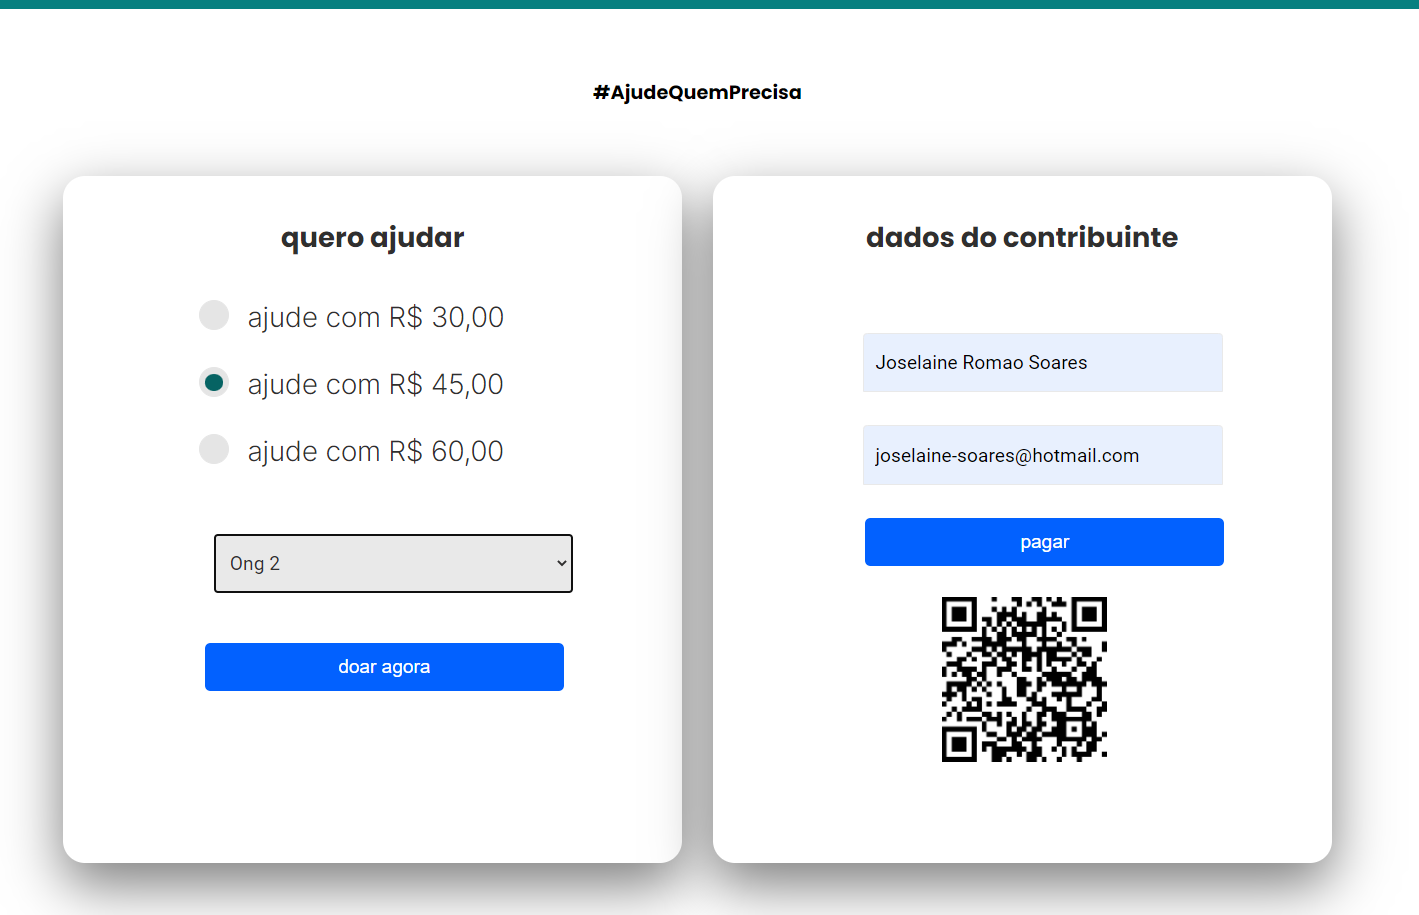 #AjudeQuemPrecisa
quero ajudar
ajude com R$ 30,00
ajude com R$ 45,00
ajude com R$ 60,00
Ong 2
doar agora
dados do contribuinte
Joselaine Romao Soares
joselaine-soares@hotmail.com
pagar